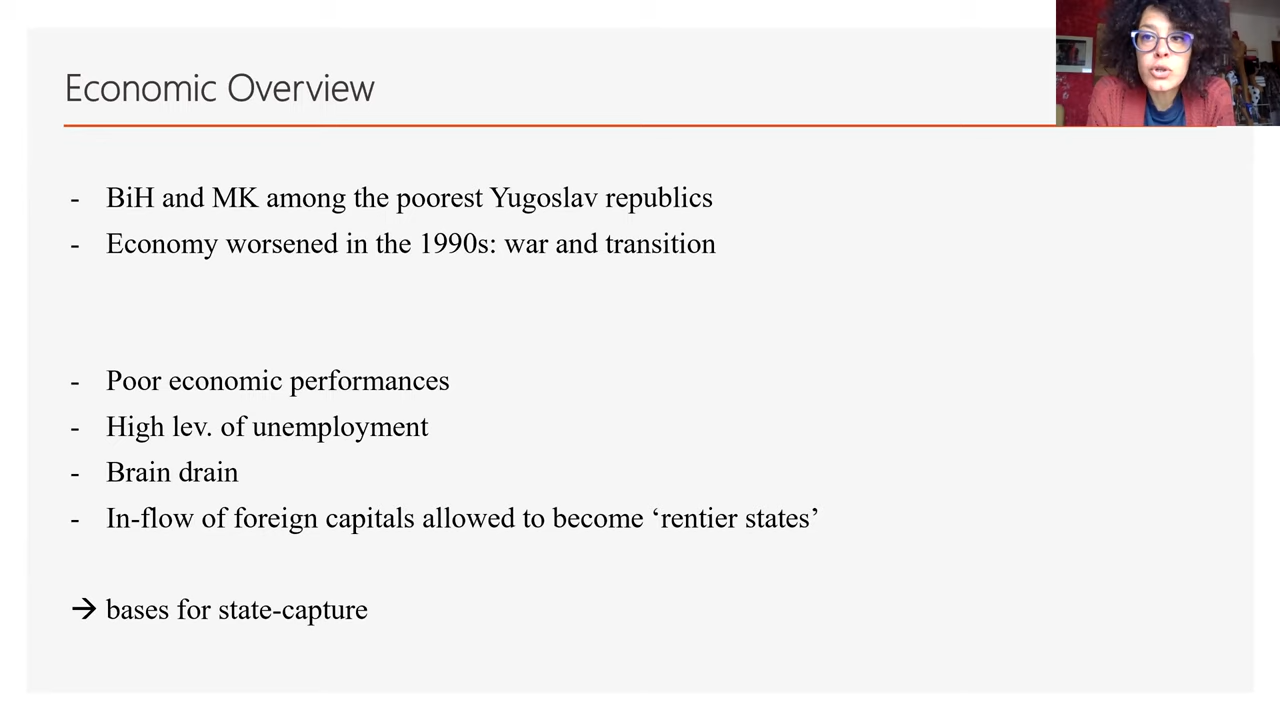 Economic Overview
- BiH and MK among the poorest Yugoslav republics
- Economy worsened in the 1990s: war and transition
- Poor economic performances
- High lev. of unemployment
- Brain drain
- In-flow of foreign capitals allowed to become ‘rentier states’
→ bases for state-capture